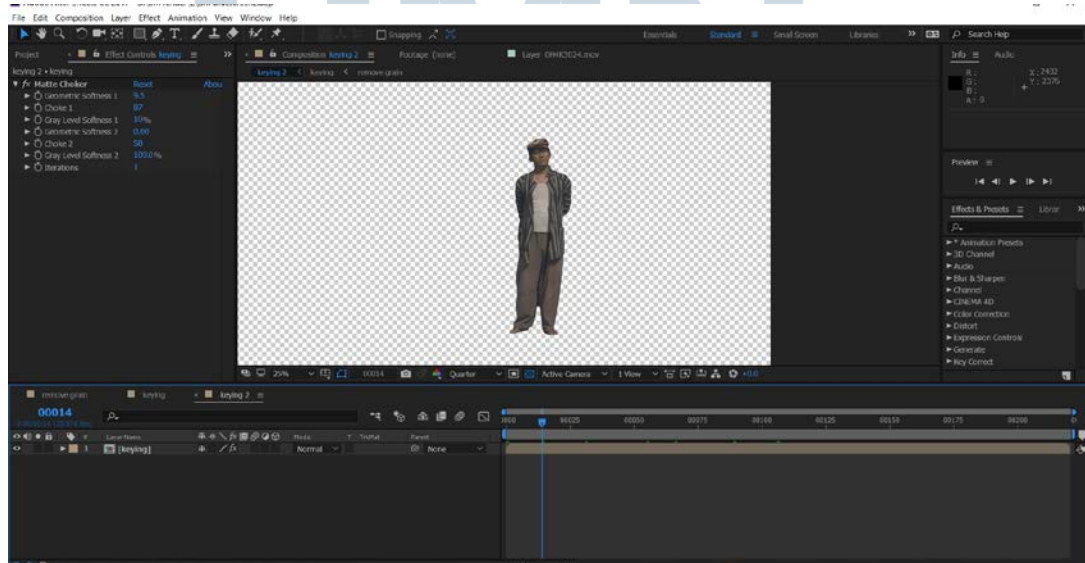 File Edit Composition Layer Effect Animation View Window Help
Snapping Essentials Standard Small Screen Libraries Search Help
Project Effect Controls keying Composition keying 2 Footage (none) Layer Info Audio
keying 2 • keying keying 2 keying remove grain
fx Matte Choker Reset Abou
Geometric Softness 1 9.5
Choke 1 87
Gray Level Softness 1 10%
Geometric Softness 2 0.00
Choke 2 58
Gray Level Softness 2 100.0%
Iterations 1
R: X: 2432
G: Y: 2376
B:
A: 0
Preview
Effects & Presets Librar
* Animation Presets
3D Channel
Audio
Blur & Sharpen
Channel
CINEMA 4D
Color Correction
Distort
Expression Controls
Generate
Key Correct
25% 00014 Quarter Active Camera 1 View +0.0
remove grain keying keying 2
00014
00025 00050 00075 00100 00125 00150 00175 00200
Layer Name Mode T TrkMat Parent
1 [keying] Normal None